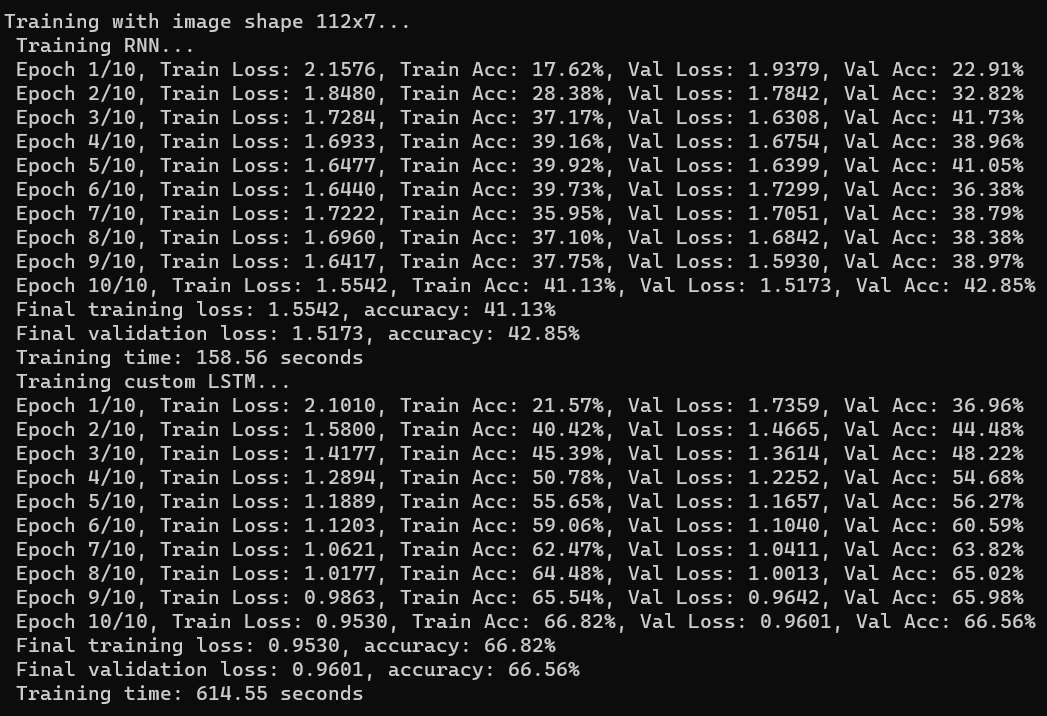 Training with image shape 112x7...
Training RNN...
Epoch 1/10, Train Loss: 2.1576, Train Acc: 17.62%, Val Loss: 1.9379, Val Acc: 22.91%
Epoch 2/10, Train Loss: 1.8480, Train Acc: 28.38%, Val Loss: 1.7842, Val Acc: 32.82%
Epoch 3/10, Train Loss: 1.7284, Train Acc: 37.17%, Val Loss: 1.6308, Val Acc: 41.73%
Epoch 4/10, Train Loss: 1.6933, Train Acc: 39.16%, Val Loss: 1.6754, Val Acc: 38.96%
Epoch 5/10, Train Loss: 1.6477, Train Acc: 39.92%, Val Loss: 1.6399, Val Acc: 41.05%
Epoch 6/10, Train Loss: 1.6440, Train Acc: 39.73%, Val Loss: 1.7299, Val Acc: 36.38%
Epoch 7/10, Train Loss: 1.7222, Train Acc: 35.95%, Val Loss: 1.7051, Val Acc: 38.79%
Epoch 8/10, Train Loss: 1.6960, Train Acc: 37.10%, Val Loss: 1.6842, Val Acc: 38.38%
Epoch 9/10, Train Loss: 1.6417, Train Acc: 37.75%, Val Loss: 1.5930, Val Acc: 38.97%
Epoch 10/10, Train Loss: 1.5542, Train Acc: 41.13%, Val Loss: 1.5173, Val Acc: 42.85%
Final training loss: 1.5542, accuracy: 41.13%
Final validation loss: 1.5173, accuracy: 42.85%
Training time: 158.56 seconds
Training custom LSTM...
Epoch 1/10, Train Loss: 2.1010, Train Acc: 21.57%, Val Loss: 1.7359, Val Acc: 36.96%
Epoch 2/10, Train Loss: 1.5800, Train Acc: 40.42%, Val Loss: 1.4665, Val Acc: 44.48%
Epoch 3/10, Train Loss: 1.4177, Train Acc: 45.39%, Val Loss: 1.3614, Val Acc: 48.22%
Epoch 4/10, Train Loss: 1.2894, Train Acc: 50.78%, Val Loss: 1.2252, Val Acc: 54.68%
Epoch 5/10, Train Loss: 1.1889, Train Acc: 55.65%, Val Loss: 1.1657, Val Acc: 56.27%
Epoch 6/10, Train Loss: 1.1203, Train Acc: 59.06%, Val Loss: 1.1040, Val Acc: 60.59%
Epoch 7/10, Train Loss: 1.0621, Train Acc: 62.47%, Val Loss: 1.0411, Val Acc: 63.82%
Epoch 8/10, Train Loss: 1.0177, Train Acc: 64.48%, Val Loss: 1.0013, Val Acc: 65.02%
Epoch 9/10, Train Loss: 0.9863, Train Acc: 65.54%, Val Loss: 0.9642, Val Acc: 65.98%
Epoch 10/10, Train Loss: 0.9530, Train Acc: 66.82%, Val Loss: 0.9601, Val Acc: 66.56%
Final training loss: 0.9530, accuracy: 66.82%
Final validation loss: 0.9601, accuracy: 66.56%
Training time: 614.55 seconds